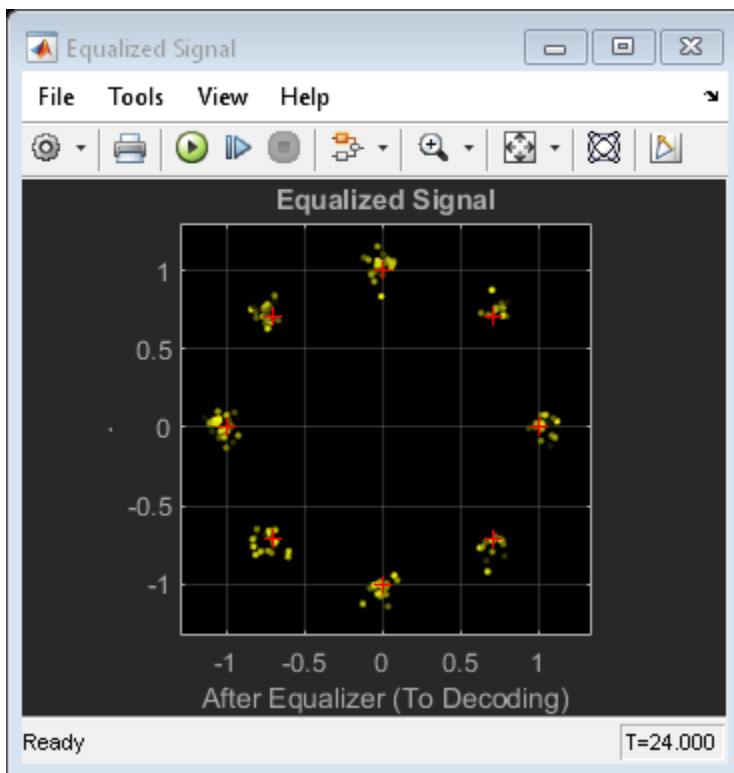 Equalized Signal
File Tools View Help
Equalized Signal
1
0.5
0
-0.5
-1
-1 -0.5 0 0.5 1
After Equalizer (To Decoding)
Ready T=24.000